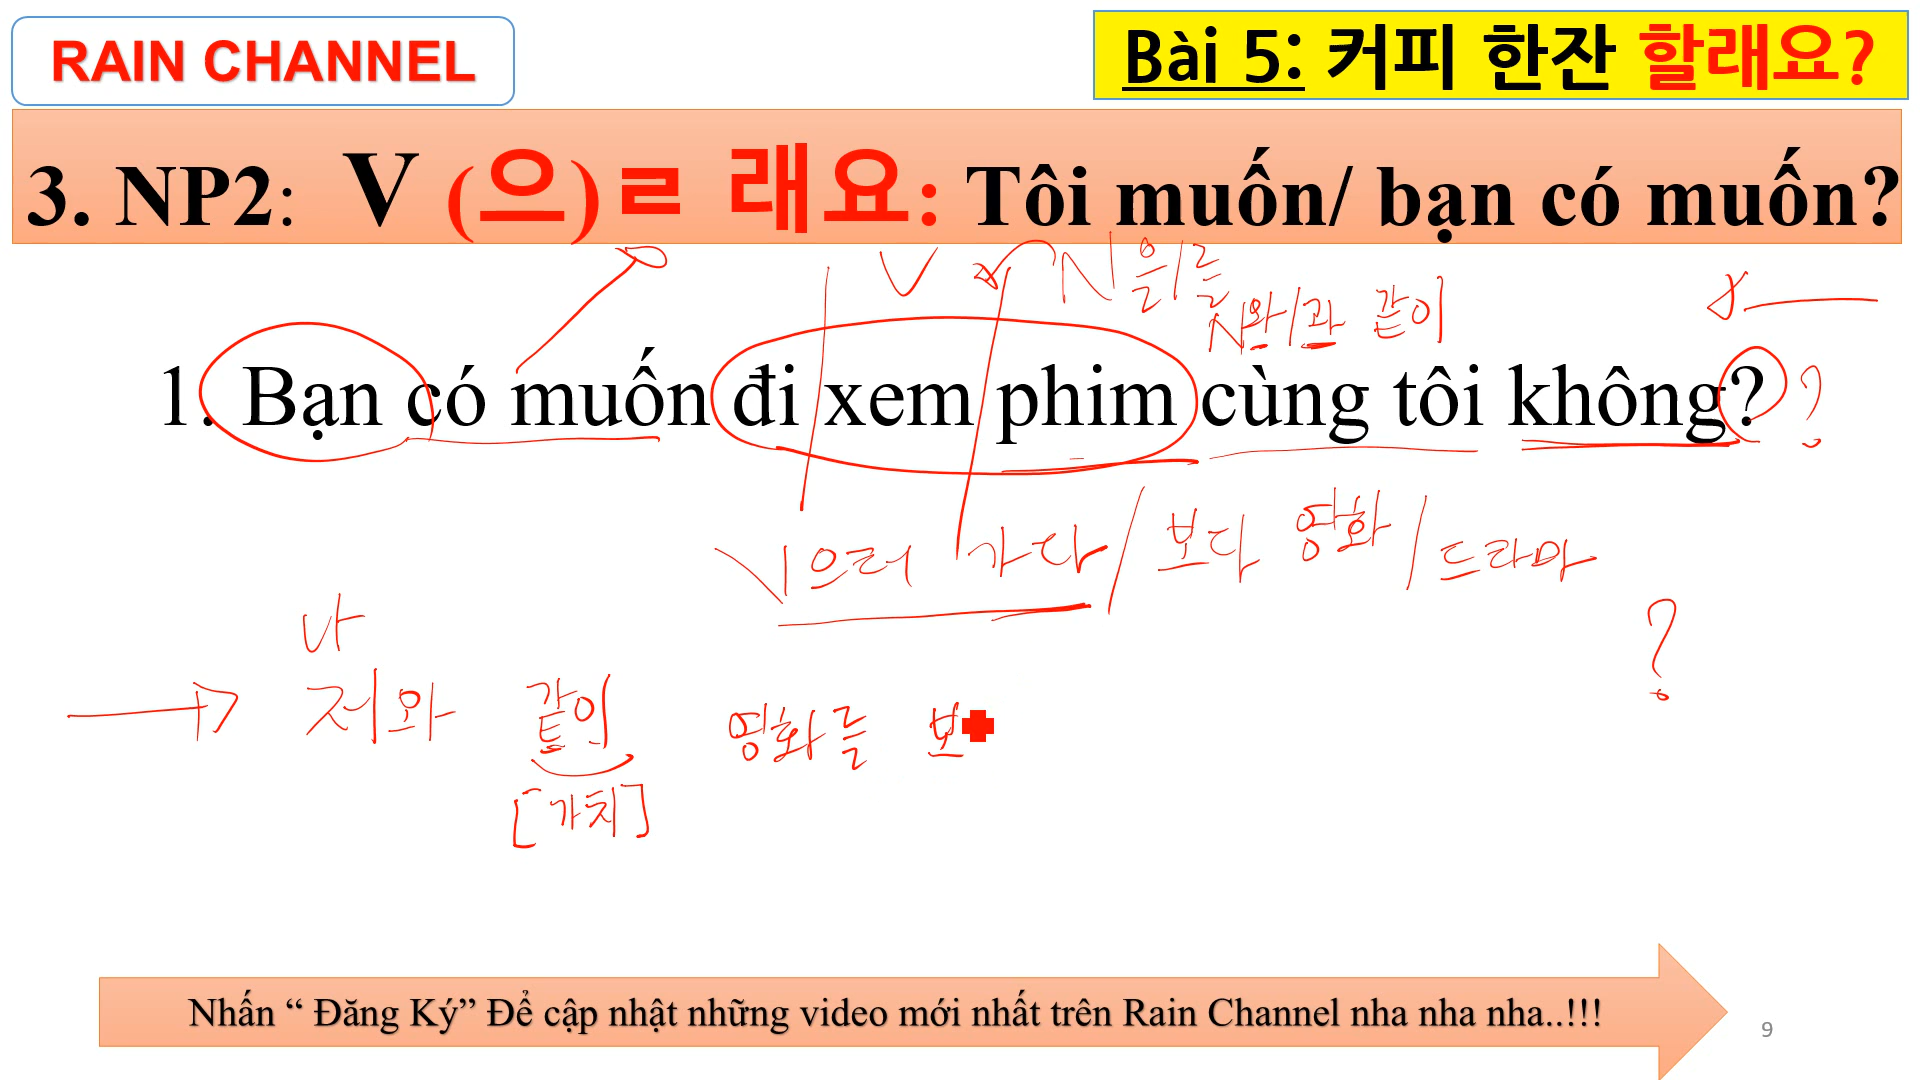 RAIN CHANNEL
Bài 5: 커피 한잔 할래요?
3. NP2: V (으)ㄹ 래요: Tôi muốn/ bạn có muốn?
V N 을/를
N와/과 같이
1. Bạn có muốn đi xem phim cùng tôi không? ?
V으러 가다/ 보다 영화/ 드라마
나 ?
저와 같이 영화를 보
[가치]
Nhấn “ Đăng Ký” Để cập nhật những video mới nhất trên Rain Channel nha nha nha..!!!
9